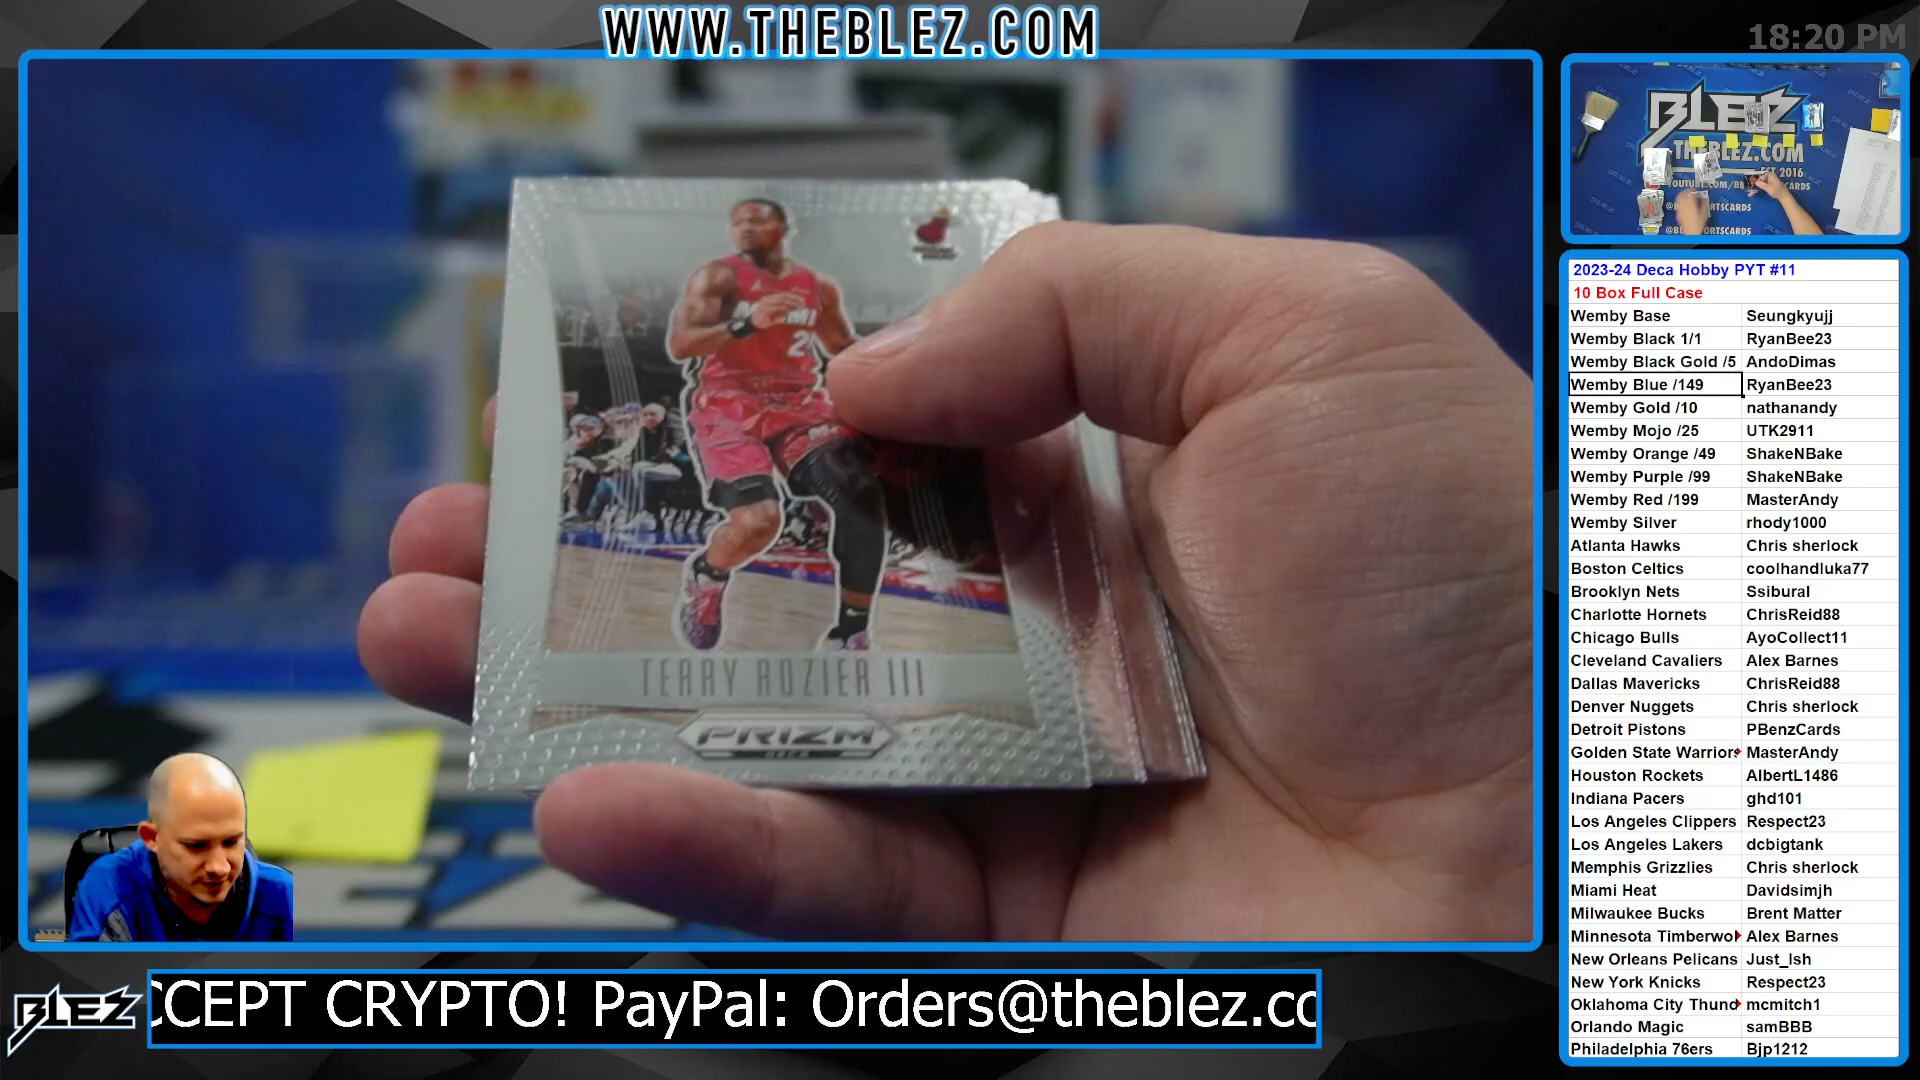 WWW.THEBLEZ.COM
18:20 PM
BLEZ
THEBLEZ.COM
TERRY ROZIER III
PRIZM
2023-24 Deca Hobby PYT #11
10 Box Full Case
Wemby Base Seungkyujj
Wemby Black 1/1 RyanBee23
Wemby Black Gold /5 AndoDimas
Wemby Blue /149 RyanBee23
Wemby Gold /10 nathanandy
Wemby Mojo /25 UTK2911
Wemby Orange /49 ShakeNBake
Wemby Purple /99 ShakeNBake
Wemby Red /199 MasterAndy
Wemby Silver rhody1000
Atlanta Hawks Chris sherlock
Boston Celtics coolhandluka77
Brooklyn Nets Ssibural
Charlotte Hornets ChrisReid88
Chicago Bulls AyoCollect11
Cleveland Cavaliers Alex Barnes
Dallas Mavericks ChrisReid88
Denver Nuggets Chris sherlock
Detroit Pistons PBenzCards
Golden State Warriors MasterAndy
Houston Rockets AlbertL1486
Indiana Pacers ghd101
Los Angeles Clippers Respect23
Los Angeles Lakers dcbigtank
Memphis Grizzlies Chris sherlock
Miami Heat Davidsimjh
Milwaukee Bucks Brent Matter
Minnesota Timberwol Alex Barnes
New Orleans Pelicans Just_Ish
New York Knicks Respect23
Oklahoma City Thund mcmitch1
Orlando Magic samBBB
Philadelphia 76ers Bjp1212
BLEZ
CCEPT CRYPTO! PayPal: Orders@theblez.co